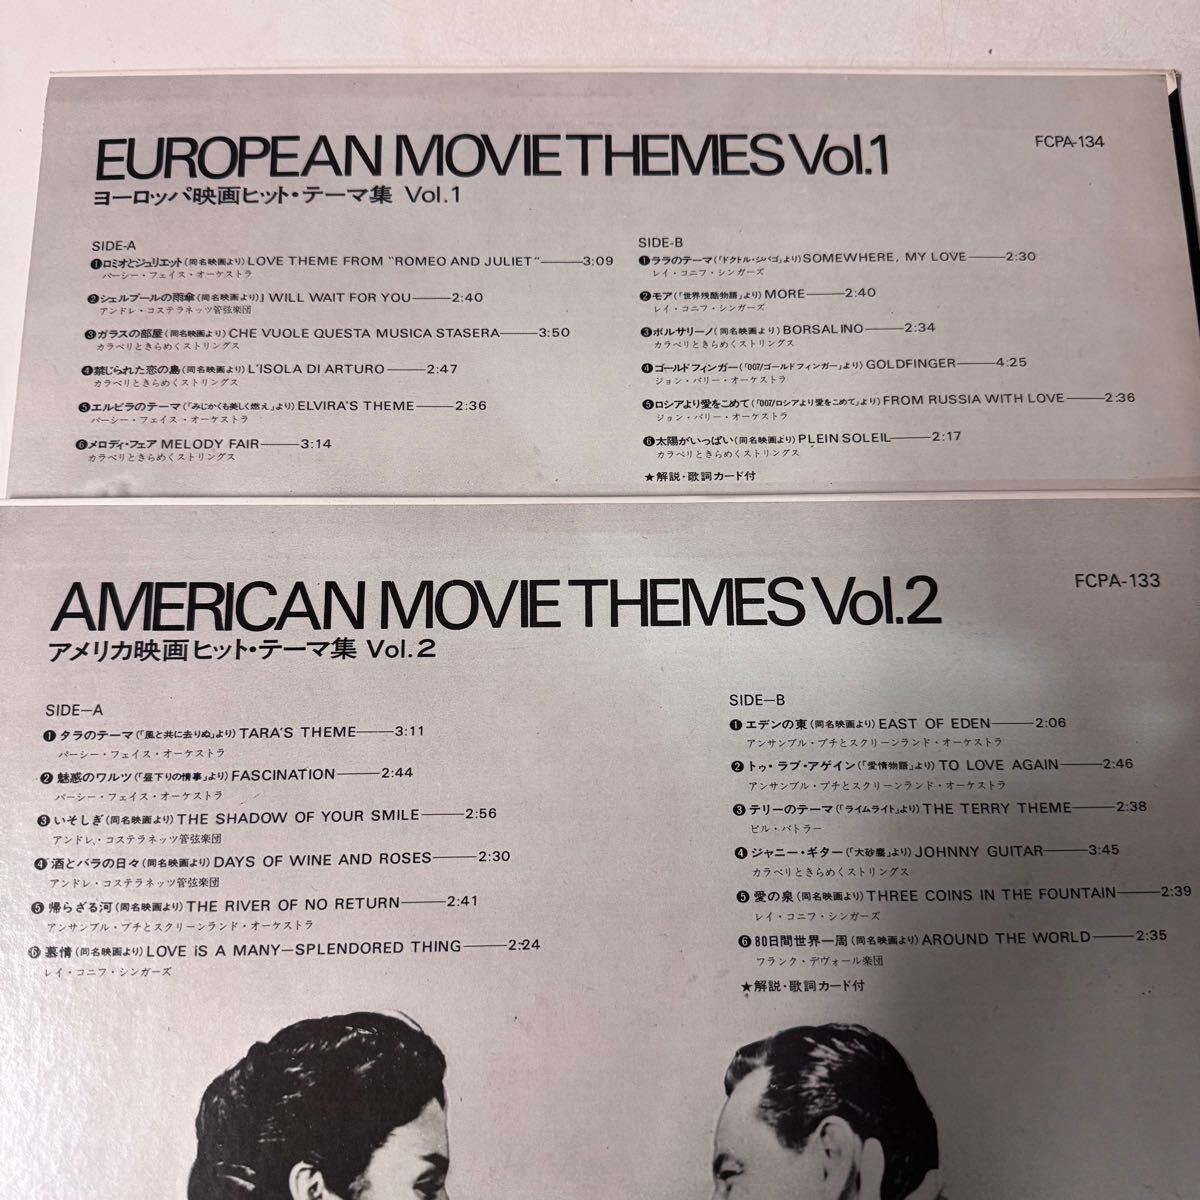 EUROPEAN MOVIE THEMES Vol.1
FCPA-134
ヨーロッパ映画ヒット・テーマ集 Vol.1
SIDE-A
❶ロミオとジュリエット(同名映画より) LOVE THEME FROM "ROMEO AND JULIET"——3:09
パーシー・フェイス・オーケストラ
❷シェルブールの雨傘(同名映画より)I WILL WAIT FOR YOU——2:40
アンドレ・コステラネッツ管弦楽団
❸ガラスの部屋(同名映画より) CHE VUOLE QUESTA MUSICA STASERA——3:50
カラベリときらめくストリングス
❹禁じられた恋の島(同名映画より) L'ISOLA DI ARTURO——2:47
カラベリときらめくストリングス
❺エルビラのテーマ(「みじかくも美しく燃え」より) ELVIRA'S THEME——2:36
パーシー・フェイス・オーケストラ
❻メロディ・フェア MELODY FAIR——3:14
カラベリときらめくストリングス
SIDE-B
❶ララのテーマ(「ドクトル・ジバゴ」より) SOMEWHERE, MY LOVE——2:30
レイ・コニフ・シンガーズ
❷モア(「世界残酷物語」より) MORE——2:40
レイ・コニフ・シンガーズ
❸ボルサリーノ(同名映画より) BORSALINO——2:34
カラベリときらめくストリングス
❹ゴールドフィンガー(「007/ゴールドフィンガー」より) GOLDFINGER——4:25
ジョン・バリー・オーケストラ
❺ロシアより愛をこめて(「007/ロシアより愛をこめて」より) FROM RUSSIA WITH LOVE——2:36
ジョン・バリー・オーケストラ
❻太陽がいっぱい(同名映画より) PLEIN SOLEIL——2:17
カラベリときらめくストリングス
★解説・歌詞カード付
AMERICAN MOVIE THEMES Vol.2
FCPA-133
アメリカ映画ヒット・テーマ集 Vol.2
SIDE—A
❶タラのテーマ(「風と共に去りぬ」より) TARA'S THEME——3:11
パーシー・フェイス・オーケストラ
❷魅惑のワルツ(「昼下りの情事」より) FASCINATION——2:44
パーシー・フェイス・オーケストラ
❸いそしぎ(同名映画より) THE SHADOW OF YOUR SMILE——2:56
アンドレ・コステラネッツ管弦楽団
❹酒とバラの日々(同名映画より) DAYS OF WINE AND ROSES——2:30
アンドレ・コステラネッツ管弦楽団
❺帰らざる河(同名映画より) THE RIVER OF NO RETURN——2:41
アンサンブル・プチとスクリーンランド・オーケストラ
❻慕情(同名映画より) LOVE iS A MANY—SPLENDORED THING——2:24
レイ・コニフ・シンガーズ
SIDE—B
❶エデンの東(同名映画より) EAST OF EDEN——2:06
アンサンブル・プチとスクリーンランド・オーケストラ
❷トゥ・ラブ・アゲイン(「愛情物語」より) TO LOVE AGAIN——2:46
アンサンブル・プチとスクリーンランド・オーケストラ
❸テリーのテーマ(「ライムライト」より) THE TERRY THEME——2:38
ビル・バトラー
❹ジャニー・ギター(「大砂塵」より) JOHNNY GUITAR——3:45
カラベリときらめくストリングス
❺愛の泉(同名映画より) THREE COINS IN THE FOUNTAIN——2:39
レイ・コニフ・シンガーズ
❻80日間世界一周(同名映画より) AROUND THE WORLD——2:35
フランク・デヴォール楽団
★解説・歌詞カード付